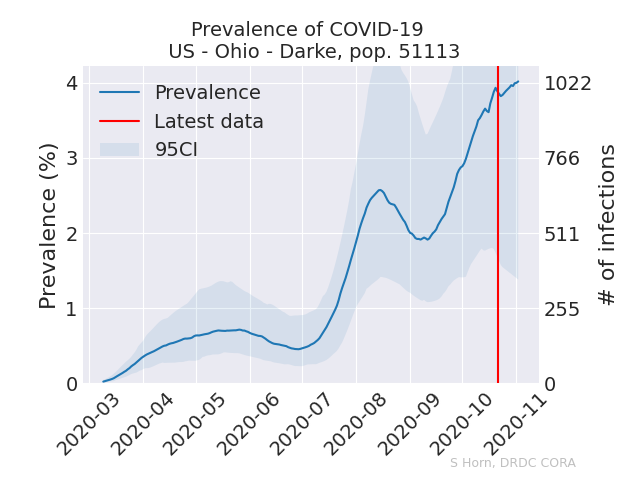 Prevalence of COVID-19
US - Ohio - Darke, pop. 51113
Prevalence
Latest data
95CI
Prevalence (%)
4
3
2
1
0
# of infections
1022
766
511
255
0
2020-03
2020-04
2020-05
2020-06
2020-07
2020-08
2020-09
2020-10
2020-11
S Horn, DRDC CORA